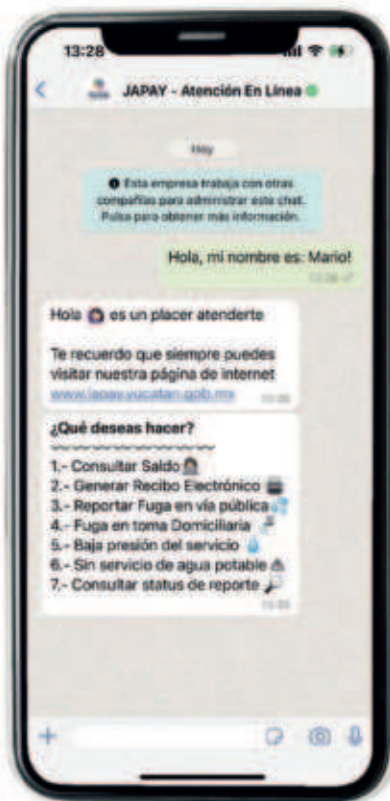 13:28
JAPAY - Atención En Línea
Hoy
Esta empresa trabaja con otras
compañías para administrar este chat.
Pulsa para obtener más información.
Hola, mi nombre es: Mario!
Hola es un placer atenderte
Te recuerdo que siempre puedes
visitar nuestra página de internet
www.japay.yucatan.gob.mx
¿Qué deseas hacer?
1.- Consultar Saldo
2.- Generar Recibo Electrónico
3.- Reportar Fuga en vía pública
4.- Fuga en toma Domiciliaria
5.- Baja presión del servicio
6.- Sin servicio de agua potable
7.- Consultar status de reporte